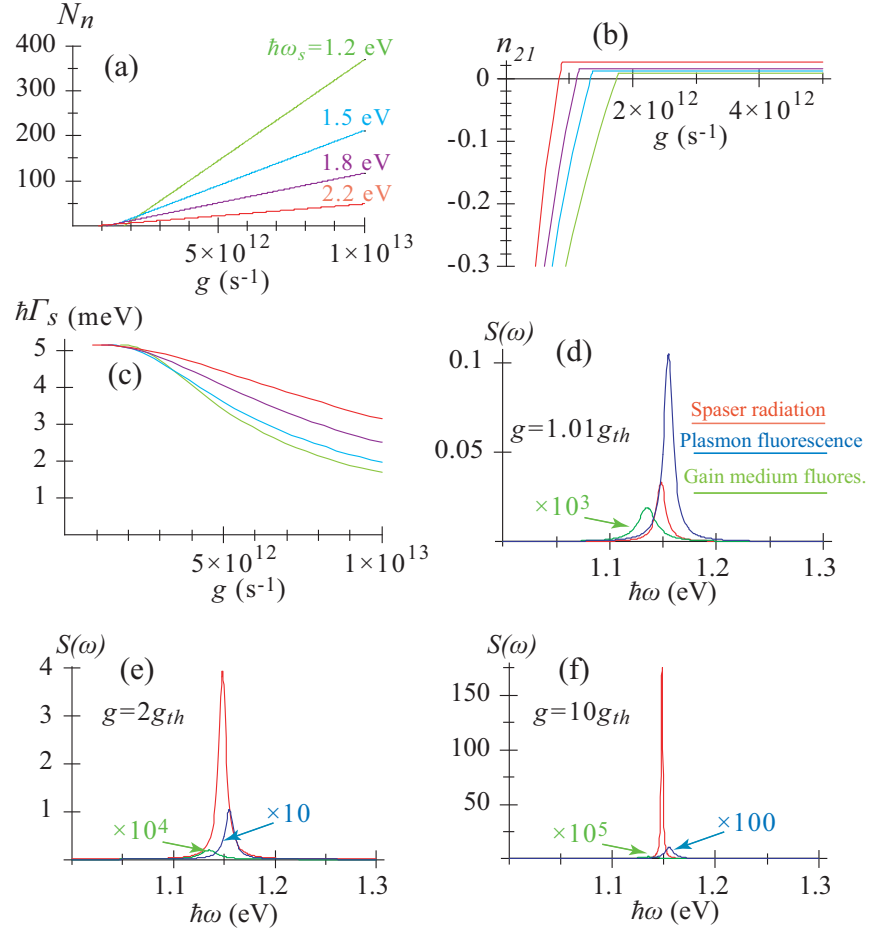 N_n
400
300
200
100
(a)
ℏω_s=1.2 eV
1.5 eV
1.8 eV
2.2 eV
5×10^12
1×10^13
g (s^-1)
n_21
(b)
0
-0.1
-0.2
-0.3
2×10^12
4×10^12
g (s^-1)
ℏΓ_s (meV)
5
4
3
2
1
(c)
5×10^12
1×10^13
g (s^-1)
S(ω)
(d)
0.1
0.05
g=1.01g_th
Spaser radiation
Plasmon fluorescence
Gain medium fluores.
×10^3
1.1
1.2
1.3
ℏω (eV)
S(ω)
(e)
4
3
2
1
g=2g_th
×10^4
×10
1.1
1.2
1.3
ℏω (eV)
S(ω)
(f)
150
100
50
g=10g_th
×10^5
×100
1.1
1.2
1.3
ℏω (eV)